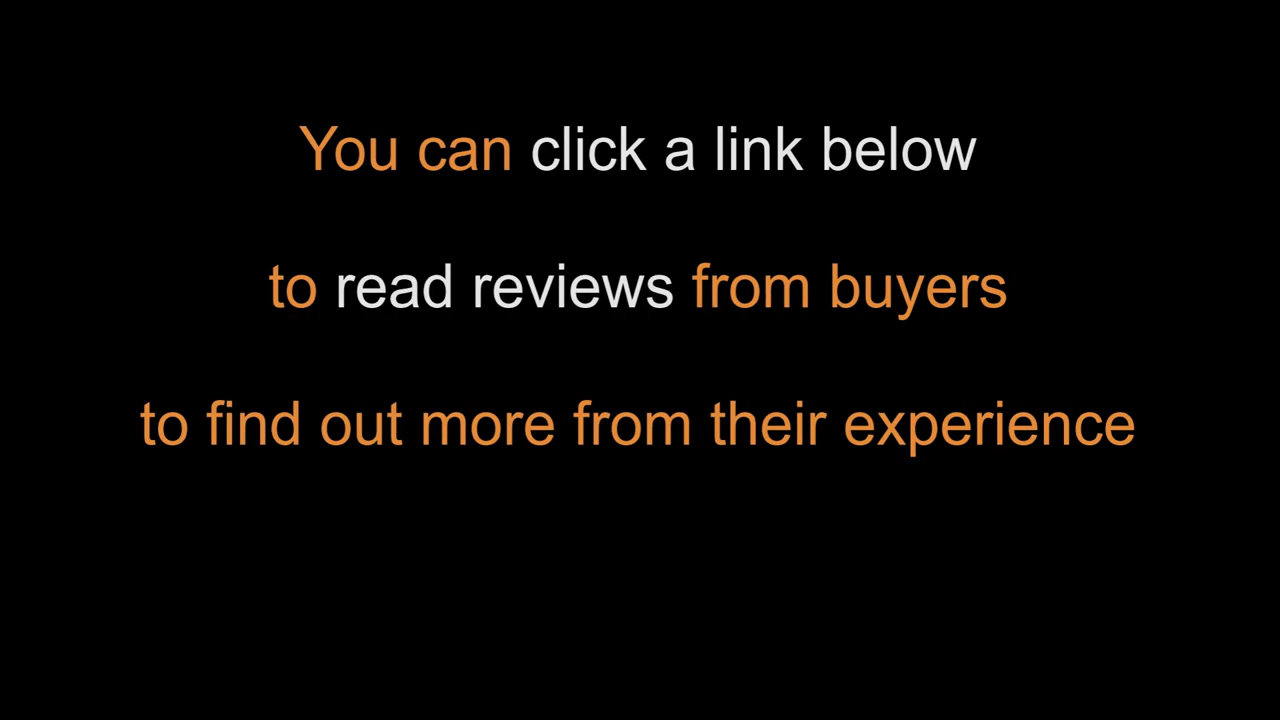 You can click a link below
to read reviews from buyers
to find out more from their experience